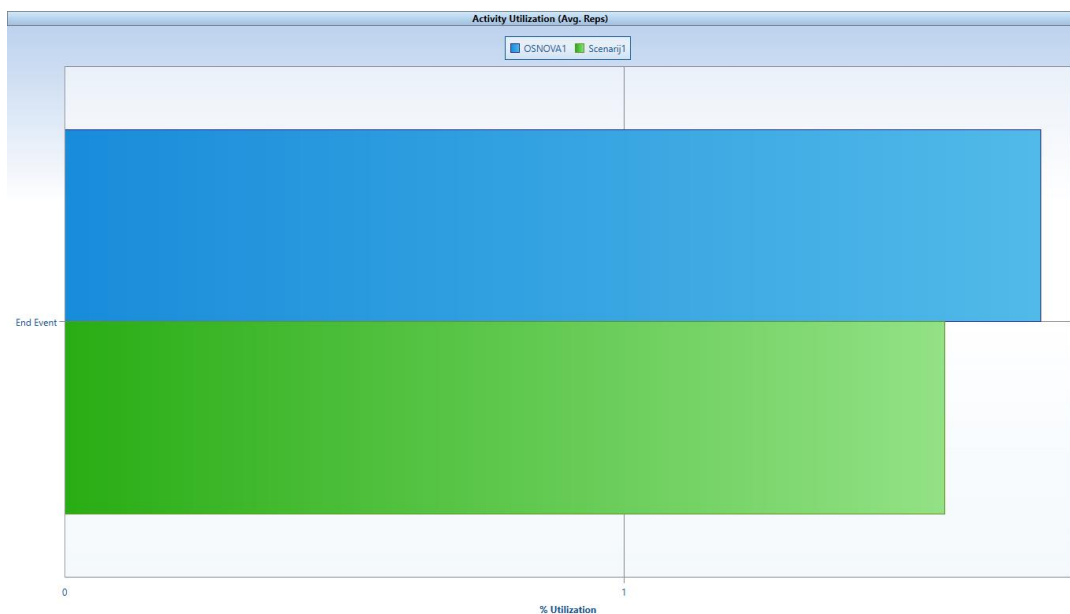 Activity Utilization (Avg. Reps)
OSNOVA1 Scenarij1
End Event
0 1
% Utilization